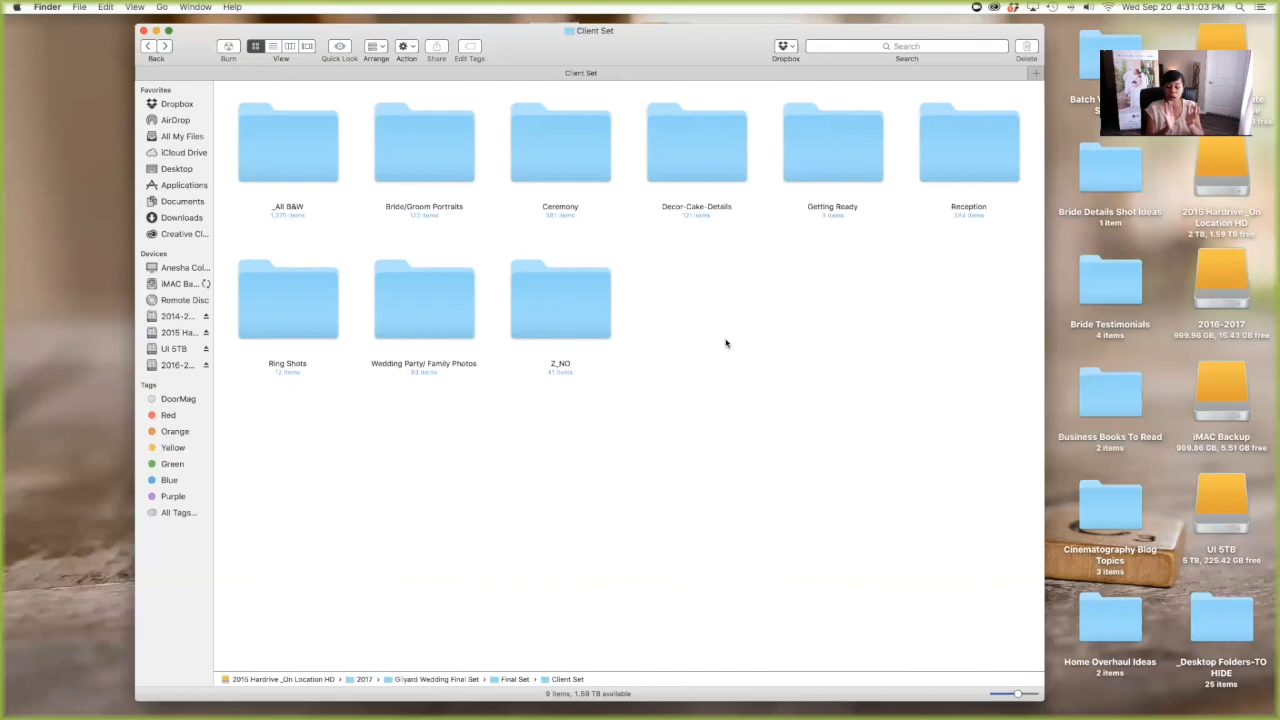 Finder File Edit View Go Window Help
Wed Sep 20 4:31:03 PM
Client Set
Back View Quick Look Arrange Action Share Edit Tags Dropbox Search Delete
Burn
Search
Client Set
Favorites
Dropbox
AirDrop
All My Files
iCloud Drive
Desktop
Applications
Documents
Downloads
Creative Cl...
Devices
Anesha Col...
iMAC Ba...
Remote Disc
2014-2...
2015 Ha...
UI 5TB
2016-2...
Tags
DoorMag
Red
Orange
Yellow
Green
Blue
Purple
All Tags...
_All B&W
1,375 items
Bride/Groom Portraits
122 items
Ceremony
381 items
Decor-Cake-Details
121 items
Getting Ready
3 items
Reception
364 items
Ring Shots
12 items
Wedding Party/ Family Photos
93 items
Z_NO
41 items
2015 Hardrive _On Location HD › 2017 › Gilyard Wedding Final Set › Final Set › Client Set
9 items, 1.59 TB available
Batch
Bride Details Shot Ideas
1 item
2015 Hardrive _On Location HD
2 TB, 1.59 TB free
Bride Testimonials
4 items
2016-2017
999.96 GB, 15.43 GB free
Business Books To Read
2 items
iMAC Backup
999.86 GB, 5.51 GB free
Cinematography Blog Topics
3 items
UI 5TB
5 TB, 225.42 GB free
Home Overhaul Ideas
2 items
_Desktop Folders-TO HIDE
25 items